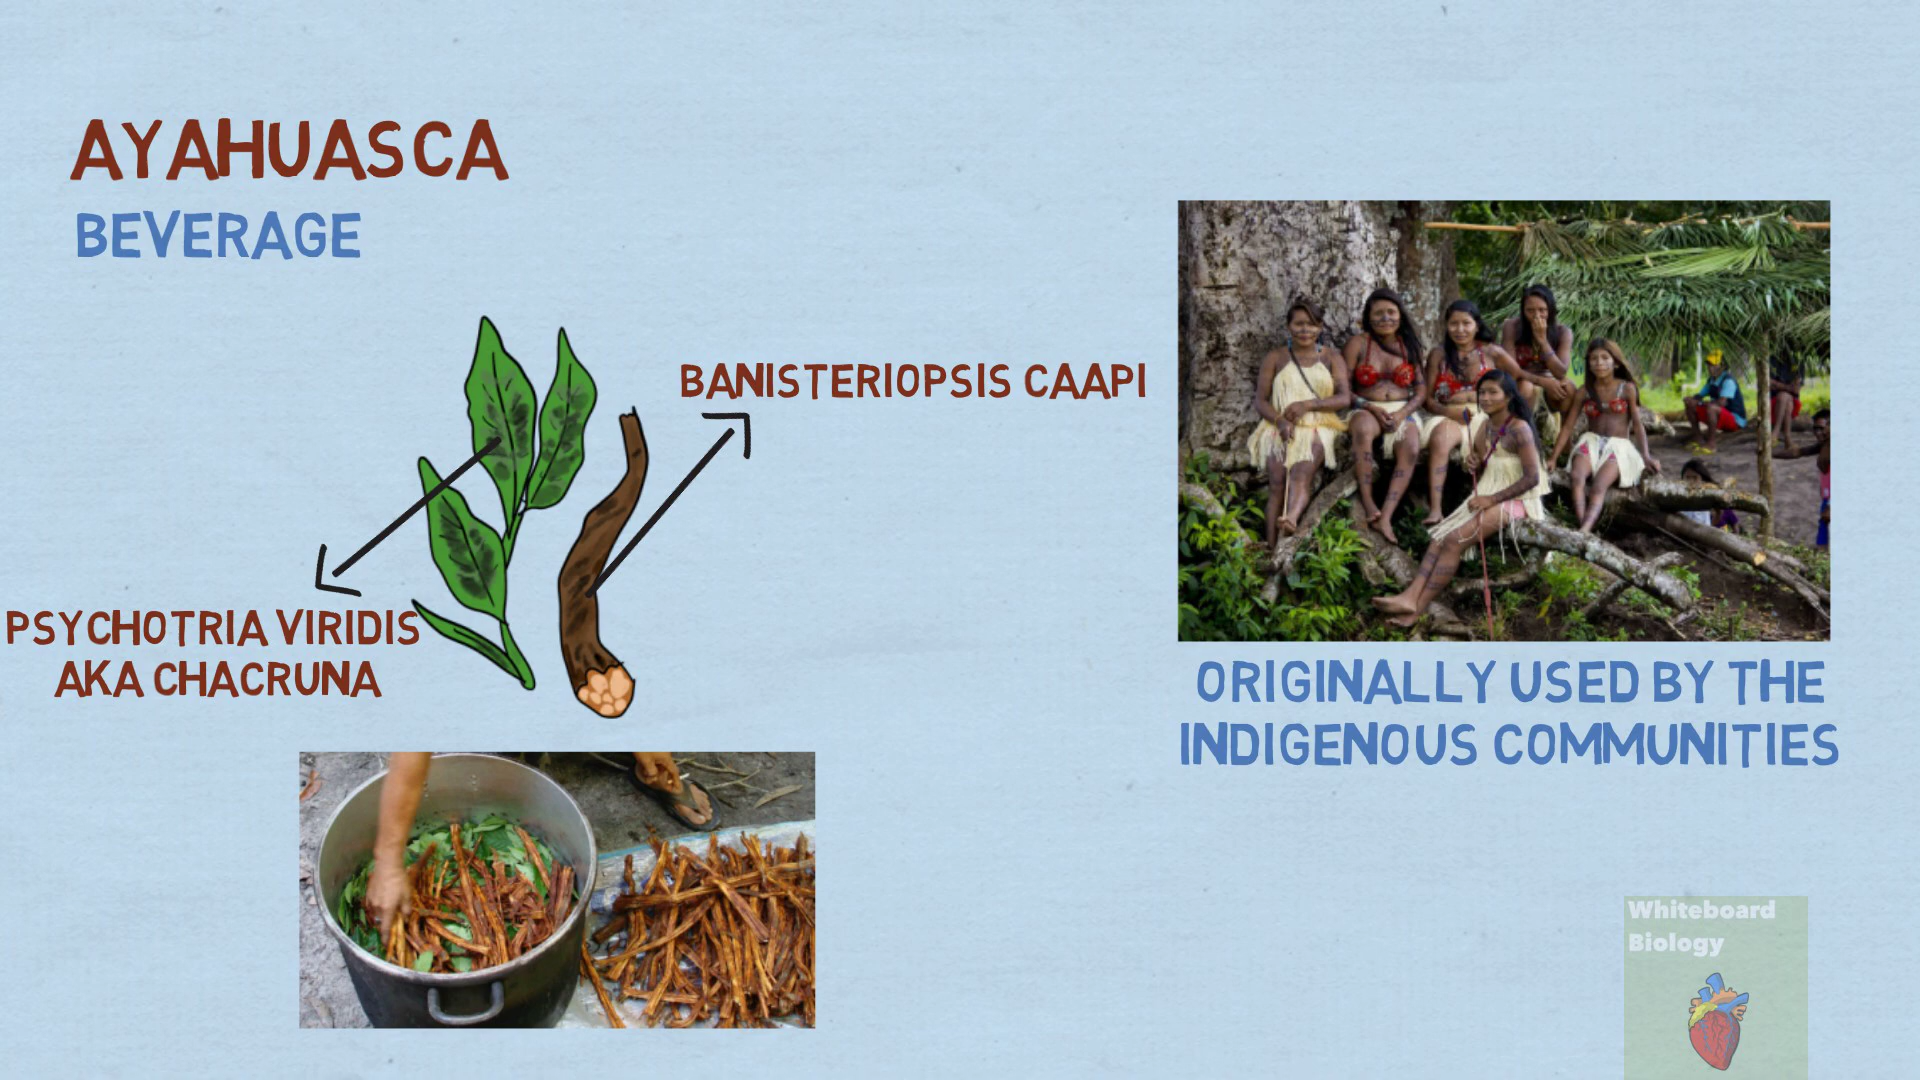 AYAHUASCA
BEVERAGE
BANISTERIOPSIS CAAPI
PSYCHOTRIA VIRIDIS
AKA CHACRUNA
ORIGINALLY USED BY THE
INDIGENOUS COMMUNITIES
Whiteboard
Biology